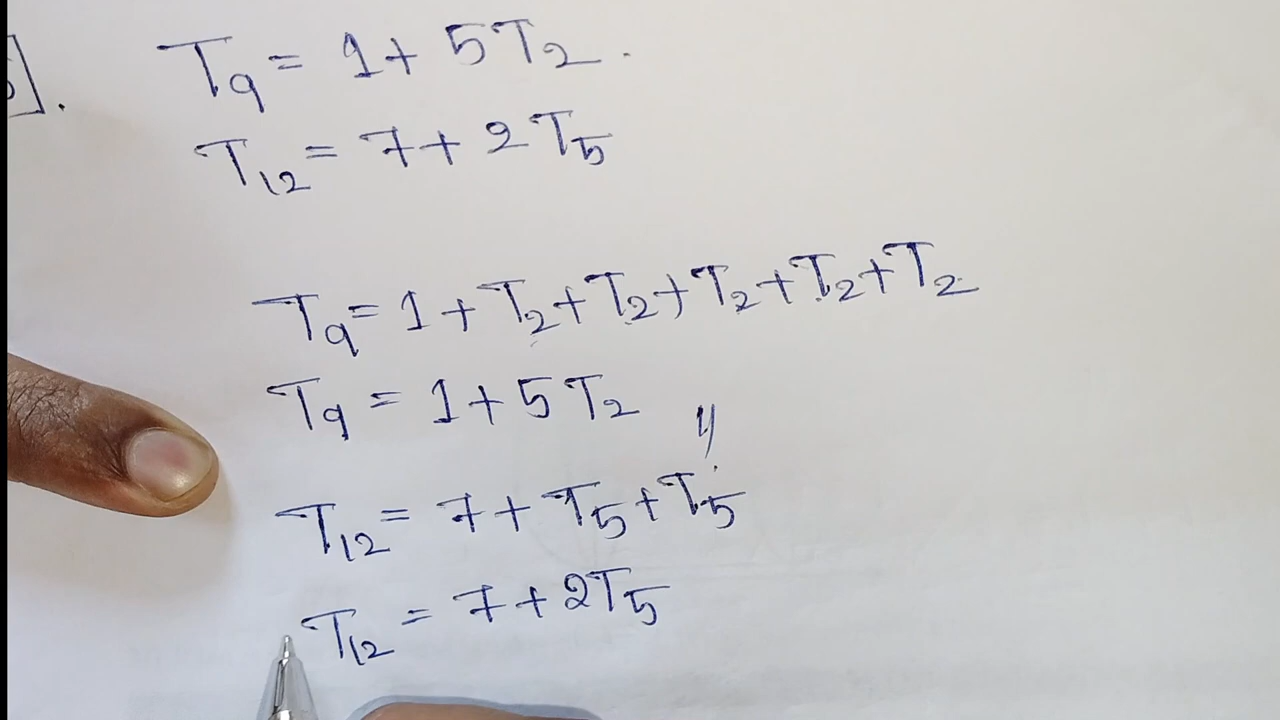 T₉ = 1 + 5T₂.
].
T₁₂ = 7 + 2T₅
T₉ = 1 + T₂ + T₂ + T₂ + T₂ + T₂
T₉ = 1 + 5T₂
T₁₂ = 7 + T₅ + T₅
T₁₂ = 7 + 2T₅